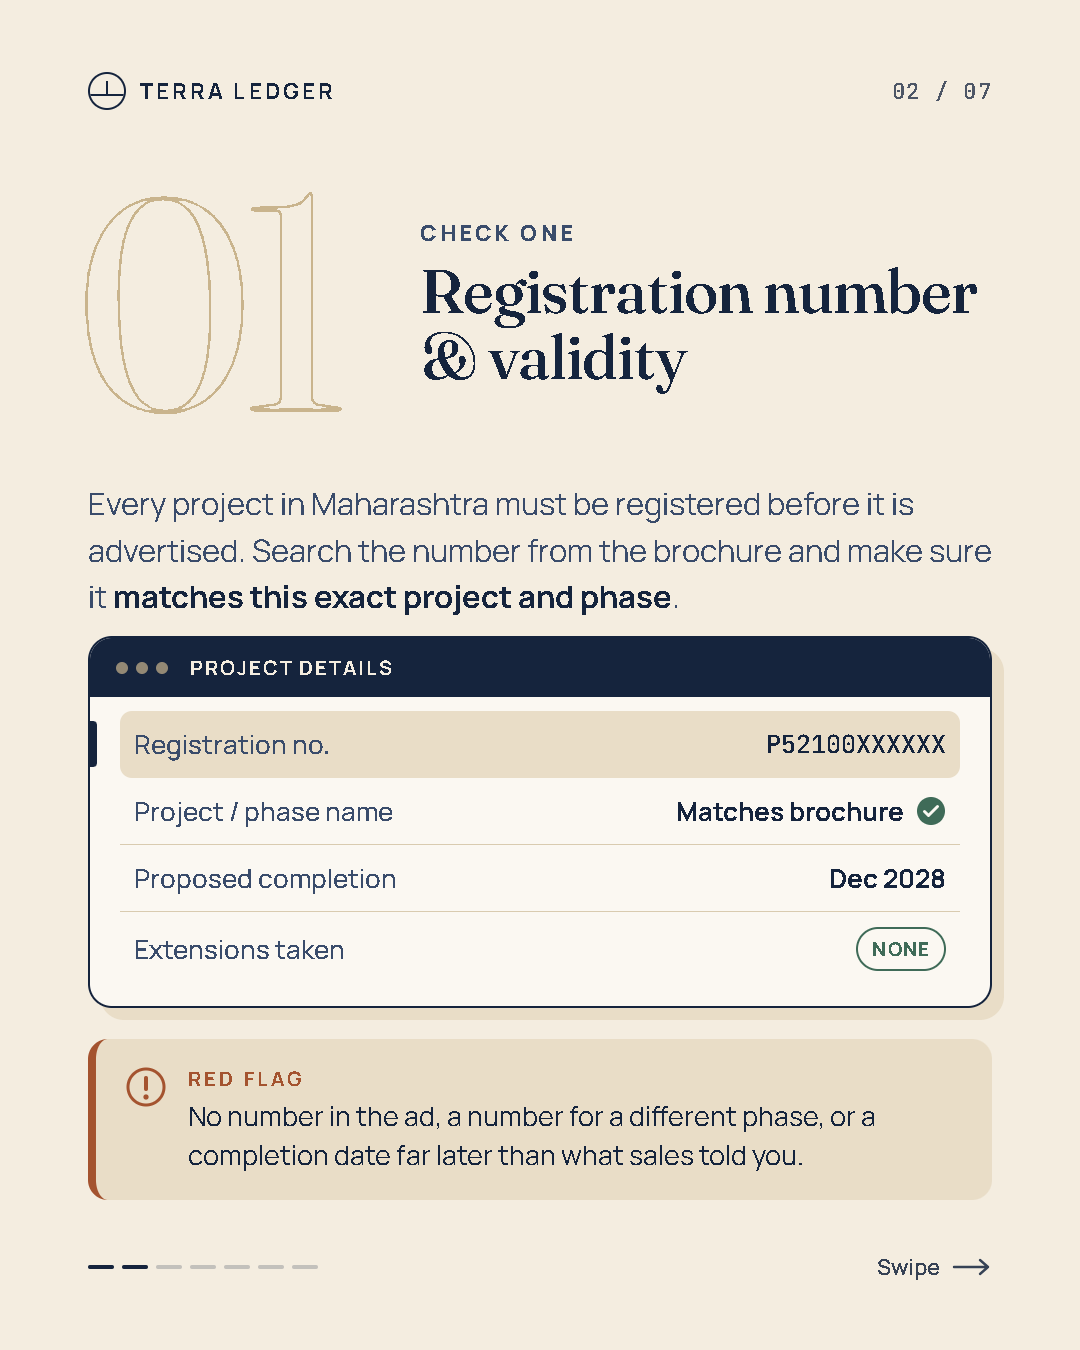 TERRA LEDGER
02 / 07
01
CHECK ONE
Registration number
& validity
Every project in Maharashtra must be registered before it is
advertised. Search the number from the brochure and make sure
it matches this exact project and phase.
PROJECT DETAILS
Registration no. P52100XXXXXX
Project / phase name Matches brochure
Proposed completion Dec 2028
Extensions taken NONE
RED FLAG
No number in the ad, a number for a different phase, or a
completion date far later than what sales told you.
Swipe